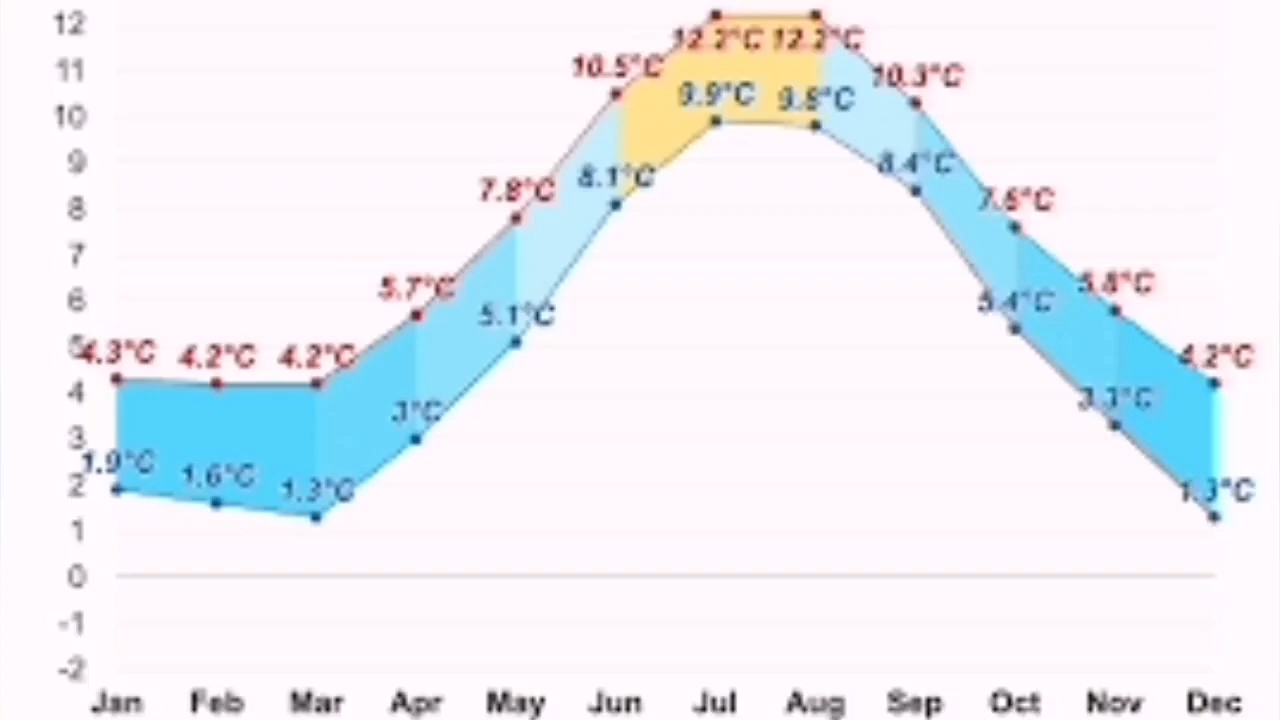 12
12.2°C 12.2°C
10.5°C
11
10.3°C
9.9°C 9.8°C
10
9
8.4°C
8.1°C
7.8°C
7.6°C
8
7
5.7°C
5.8°C
6
5.1°C
5.4°C
5
4.3°C 4.2°C 4.2°C
4.2°C
4
3°C
3.3°C
3
1.9°C 1.6°C 1.3°C
1.3°C
2
1
0
-1
-2
Jan Feb Mar Apr May Jun Jul Aug Sep Oct Nov Dec